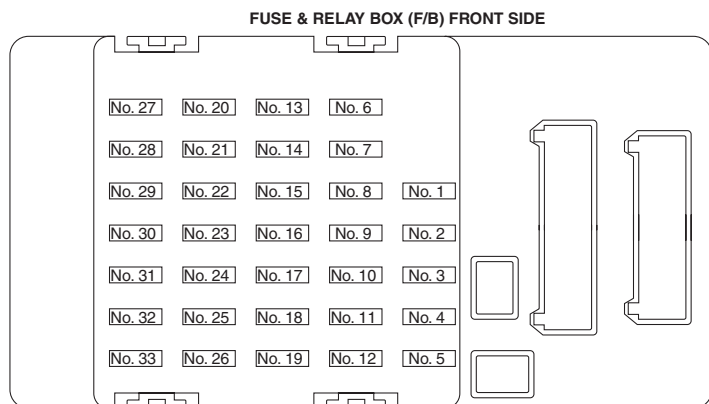 FUSE & RELAY BOX (F/B) FRONT SIDE
No. 27 No. 20 No. 13 No. 6
No. 28 No. 21 No. 14 No. 7
No. 29 No. 22 No. 15 No. 8 No. 1
No. 30 No. 23 No. 16 No. 9 No. 2
No. 31 No. 24 No. 17 No. 10 No. 3
No. 32 No. 25 No. 18 No. 11 No. 4
No. 33 No. 26 No. 19 No. 12 No. 5